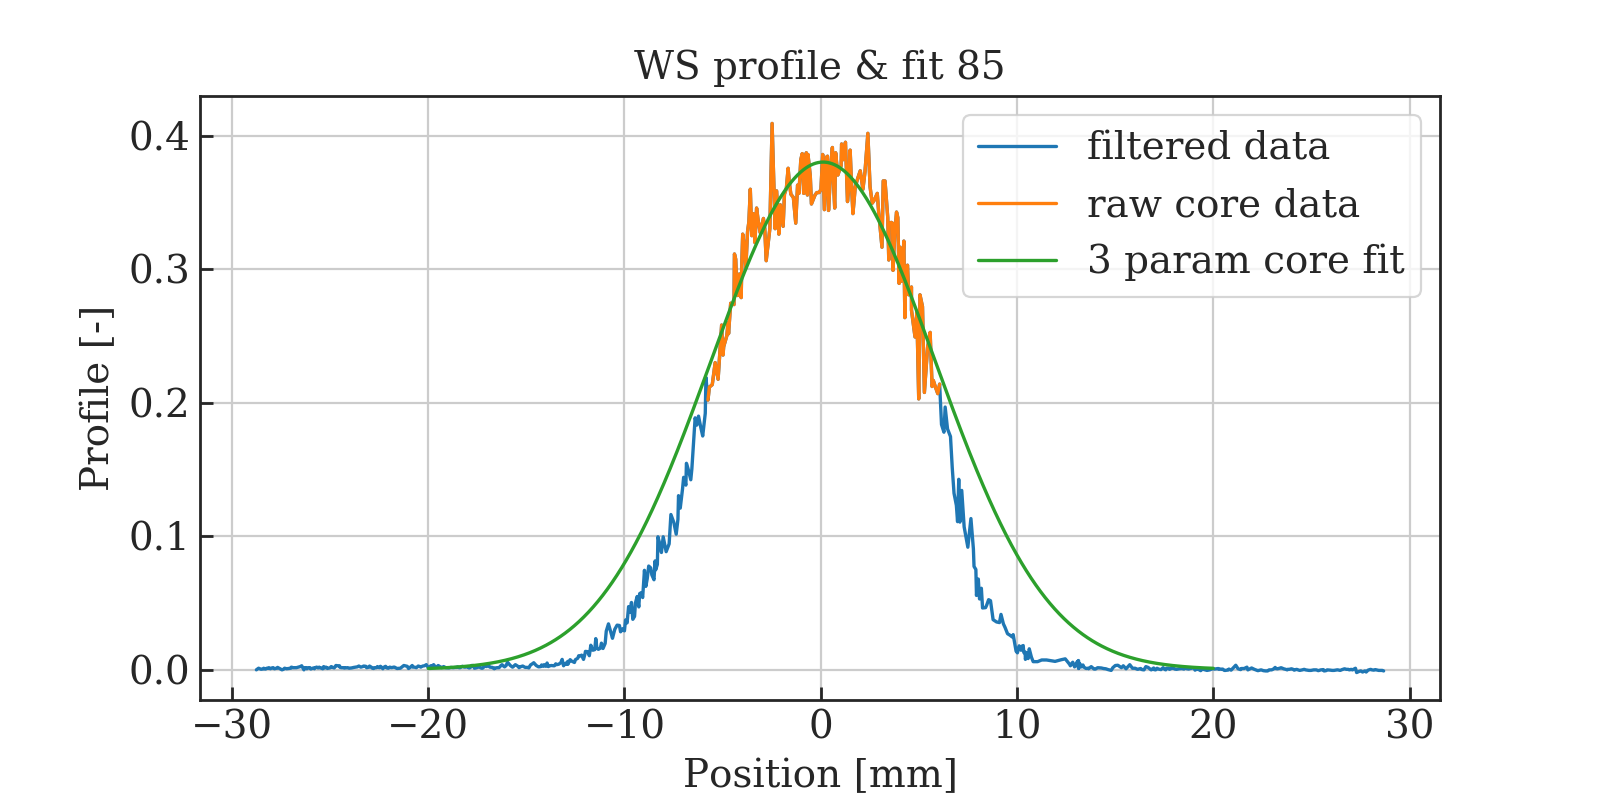 WS profile & fit 85
filtered data
raw core data
3 param core fit
Profile [-]
0.4
0.3
0.2
0.1
0.0
−30 −20 −10 0 10 20 30
Position [mm]